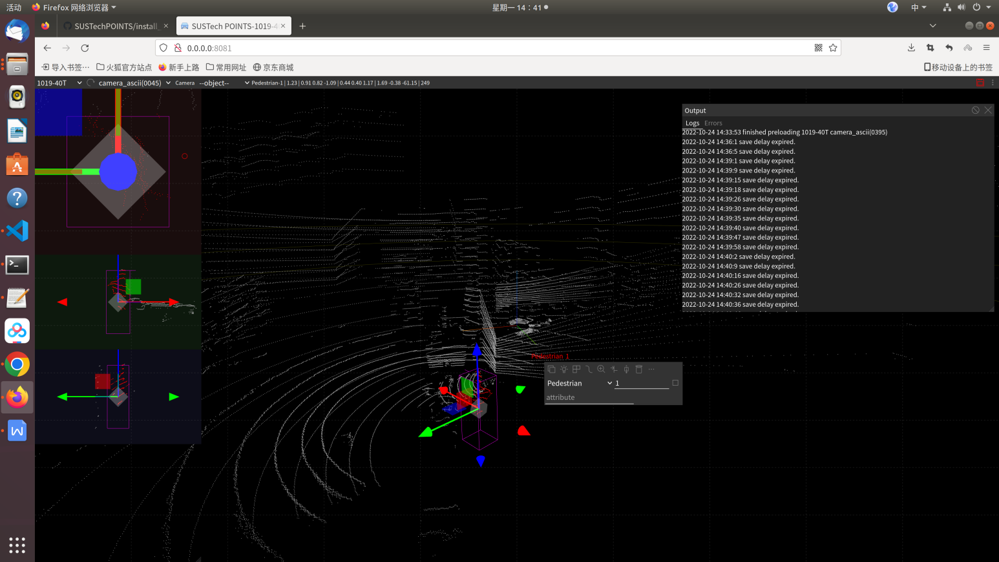 活动
Firefox 网络浏览器
星期一 14：41
中
SUSTechPOINTS/install_
SUSTech POINTS-1019-4
0.0.0.0:8081
导入书签…
火狐官方站点
新手上路
常用网址
京东商城
移动设备上的书签
1019-40T
camera_ascii(0045)
Camera
--object--
Pedestrian-1 | 1.23 | 0.91 0.82 -1.09 | 0.44 0.40 1.17 | 1.69 -0.38 -61.15 | 249
Output
Logs Errors
2022-10-24 14:33:53 finished preloading 1019-40T camera_ascii(0395)
2022-10-24 14:36:1 save delay expired.
2022-10-24 14:36:5 save delay expired.
2022-10-24 14:39:1 save delay expired.
2022-10-24 14:39:9 save delay expired.
2022-10-24 14:39:15 save delay expired.
2022-10-24 14:39:18 save delay expired.
2022-10-24 14:39:26 save delay expired.
2022-10-24 14:39:30 save delay expired.
2022-10-24 14:39:35 save delay expired.
2022-10-24 14:39:40 save delay expired.
2022-10-24 14:39:47 save delay expired.
2022-10-24 14:39:58 save delay expired.
2022-10-24 14:40:2 save delay expired.
2022-10-24 14:40:9 save delay expired.
2022-10-24 14:40:16 save delay expired.
2022-10-24 14:40:26 save delay expired.
2022-10-24 14:40:32 save delay expired.
2022-10-24 14:40:36 save delay expired.
Pedestrian 1
Pedestrian
1
attribute